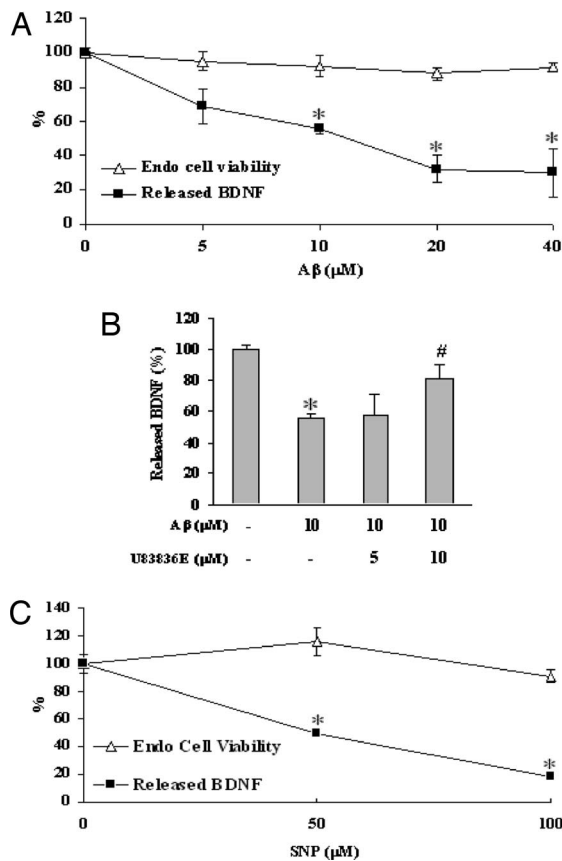 A
120
100
80
60
40
20
0
%
* * *
Endo cell viability
Released BDNF
0 5 10 20 40
Aβ (μM)
B
120
100
80
60
40
20
0
Released BDNF (%)
* #
Aβ (μM) - 10 10 10
U83836E (μM) - - 5 10
C
140
120
100
80
60
40
20
0
%
* *
Endo Cell Viability
Released BDNF
0 50 100
SNP (μM)